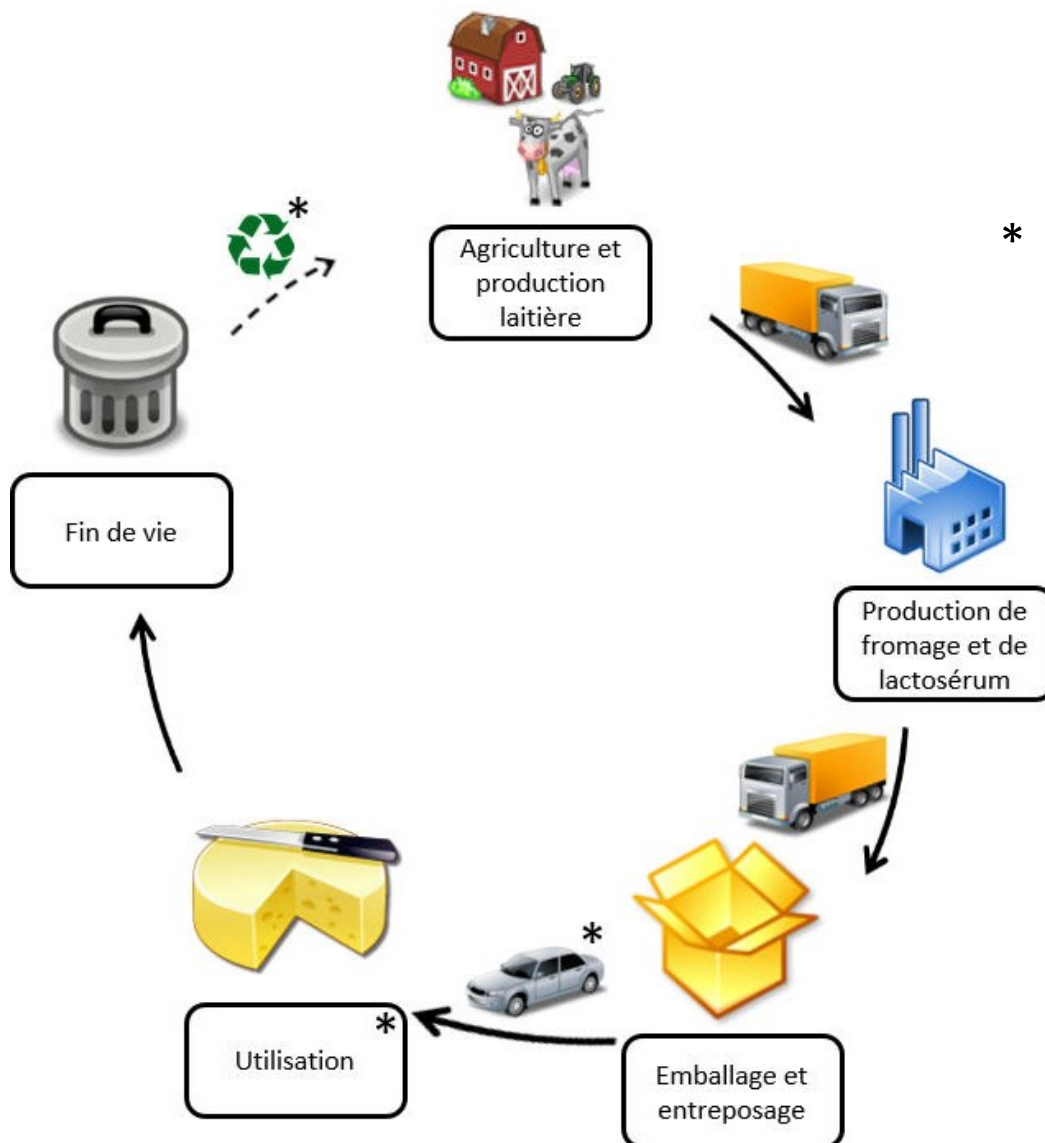 *
*
Agriculture et
production
laitière
Fin de vie
Production de
fromage et de
lactosérum
*
*
Utilisation
Emballage et
entreposage